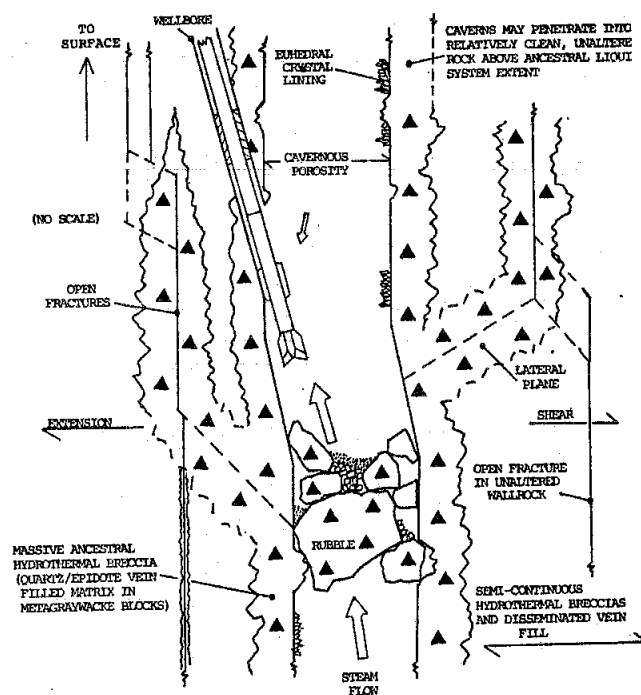 TO
SURFACE
WELLBORE
EUHEDRAL
CRYSTAL
LINING
CAVERNS MAY PENETRATE INTO
RELATIVELY CLEAN, UNALTERE
ROCK ABOVE ANCESTRAL LIQUI
SYSTEM EXTENT
CAVERNOUS
POROSITY
(NO SCALE)
OPEN
FRACTURES
LATERAL
PLANE
EXTENSION
SHEAR
OPEN FRACTURE
IN UNALTERED
WALLROCK
RUBBLE
MASSIVE ANCESTRAL
HYDROTHERMAL BRECCIA
(QUARTZ/EPIDOTE VEIN
FILLED MATRIX IN
METAGRAYWACKE BLOCKS)
SEMI-CONTINUOUS
HYDROTHERMAL BRECCIAS
AND DISSEMINATED VEIN
FILL
STEAM
FLOW